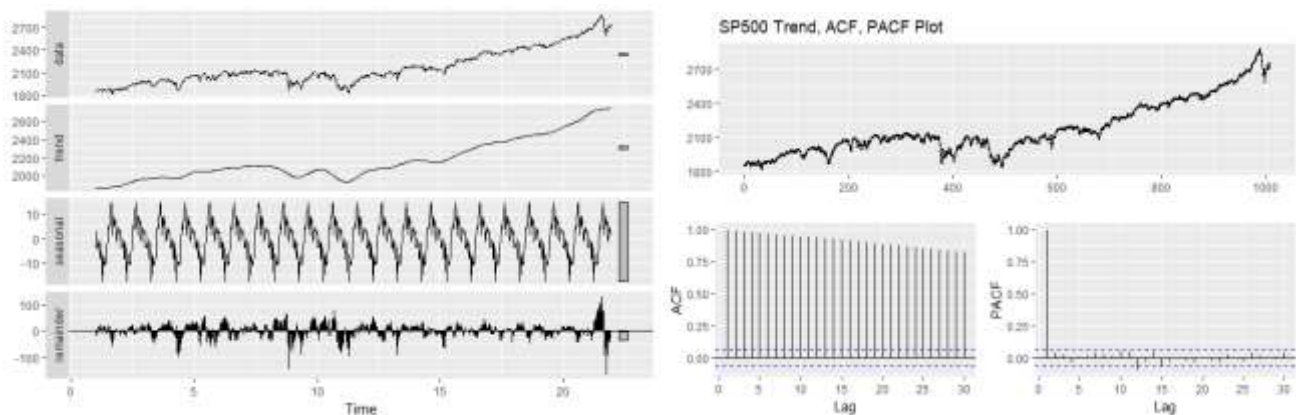 2700
2400
2100
1800
data
2600
2400
2200
2000
trend
10
0
-10
seasonal
100
0
-100
remainder
0 5 10 15 20
Time
SP500 Trend, ACF, PACF Plot
2700
2400
2100
1800
0 200 400 600 800 1000
1.00
0.75
0.50
0.25
0.00
ACF
0 5 10 15 20 25 30
Lag
1.00
0.75
0.50
0.25
0.00
PACF
0 5 10 15 20 25 30
Lag